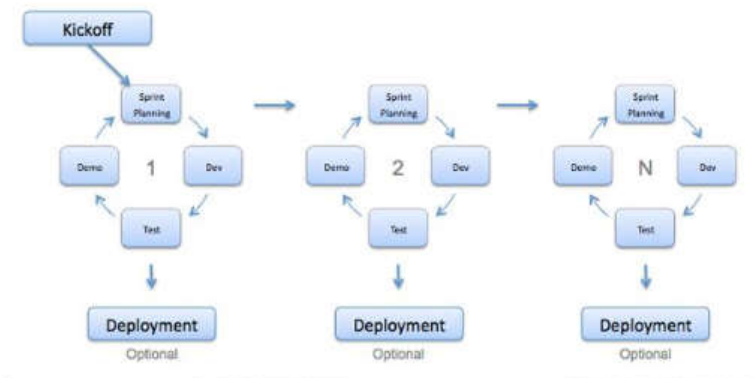 Kickoff
Sprint
Planning
Demo
1
Dev
Test
Deployment
Optional
Sprint
Planning
Demo
2
Dev
Test
Deployment
Optional
Sprint
Planning
Demo
N
Dev
Test
Deployment
Optional